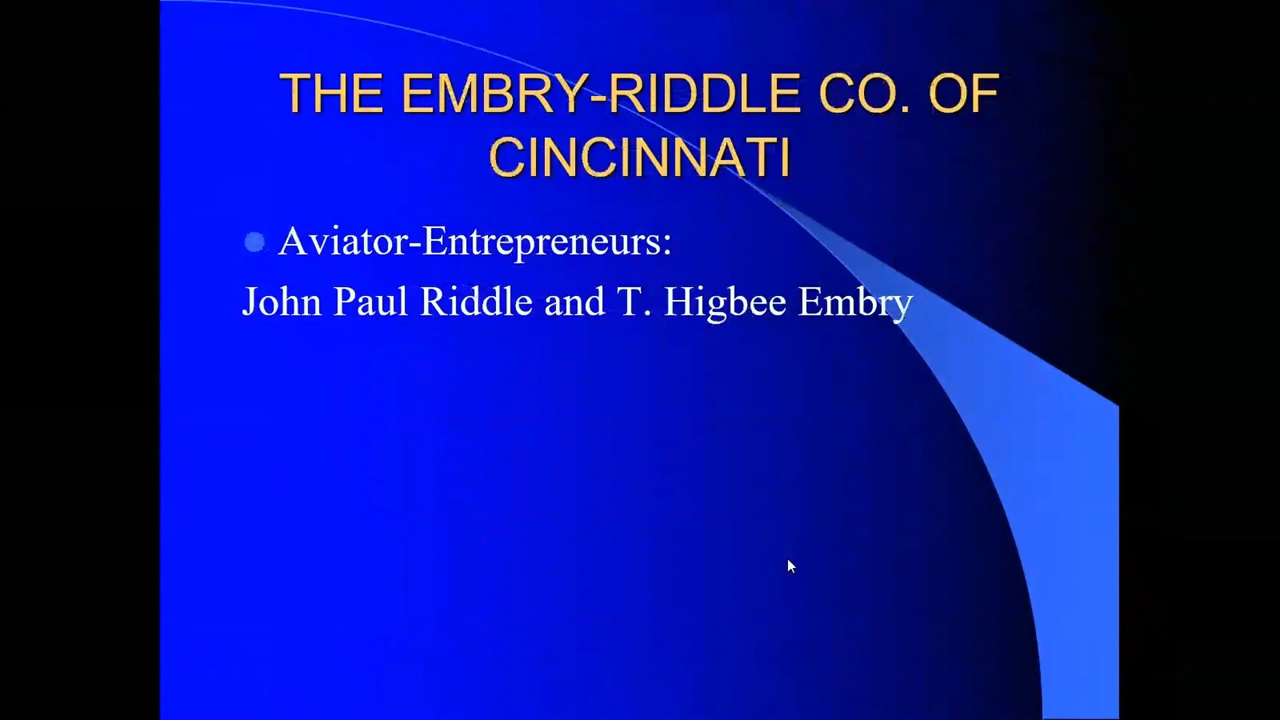 THE EMBRY-RIDDLE CO. OF
CINCINNATI
Aviator-Entrepreneurs:
John Paul Riddle and T. Higbee Embry